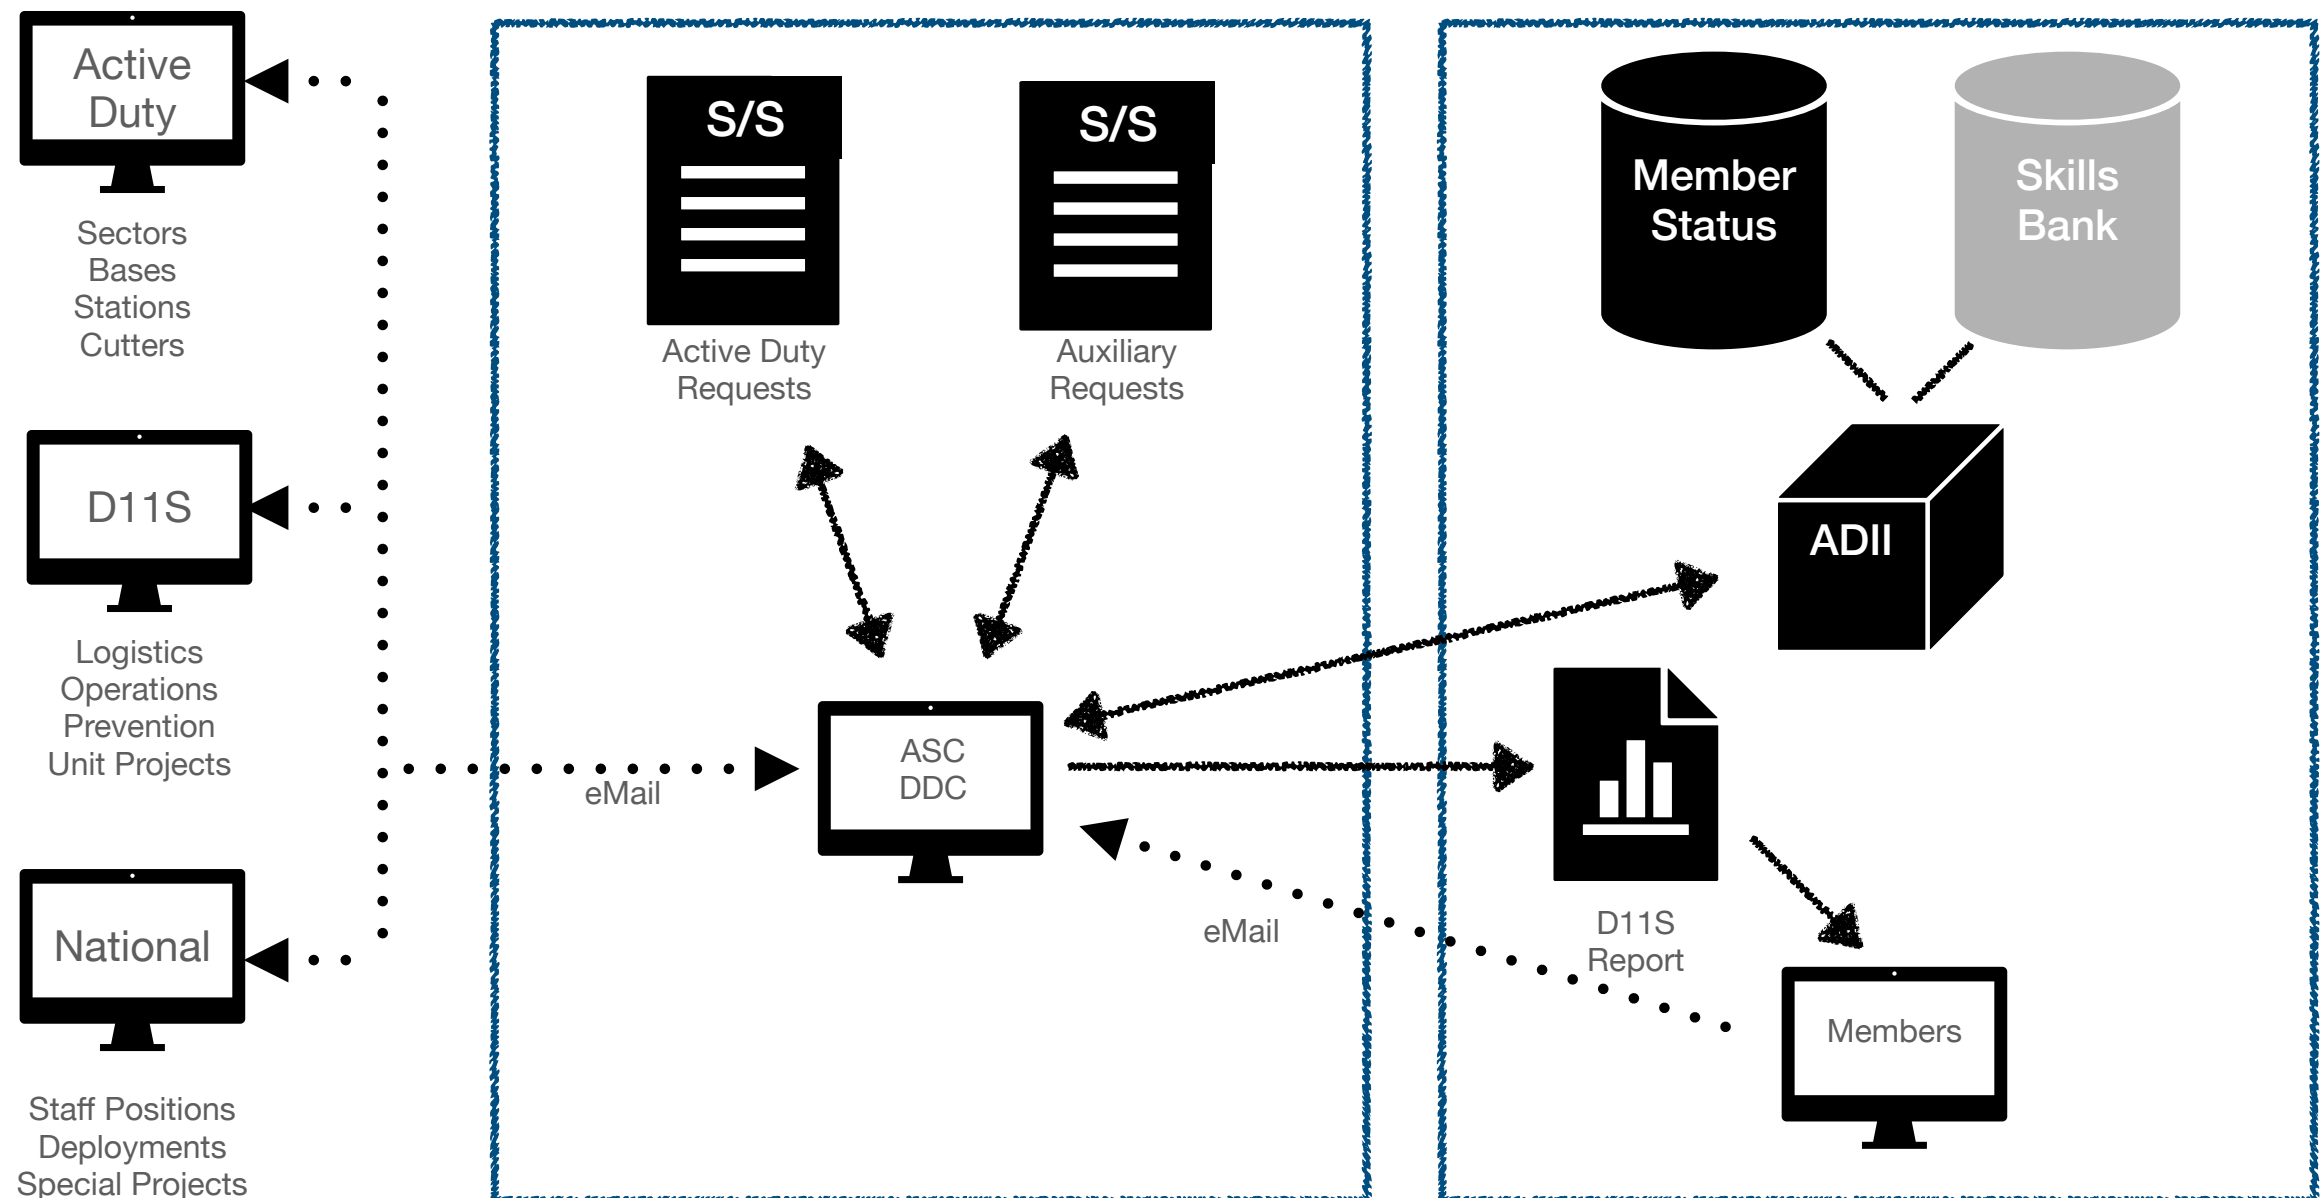 Active
Duty
Sectors
Bases
Stations
Cutters
D11S
Logistics
Operations
Prevention
Unit Projects
National
Staff Positions
Deployments
Special Projects
S/S
Active Duty
Requests
S/S
Auxiliary
Requests
eMail
ASC
DDC
eMail
Member
Status
Skills
Bank
ADII
D11S
Report
Members